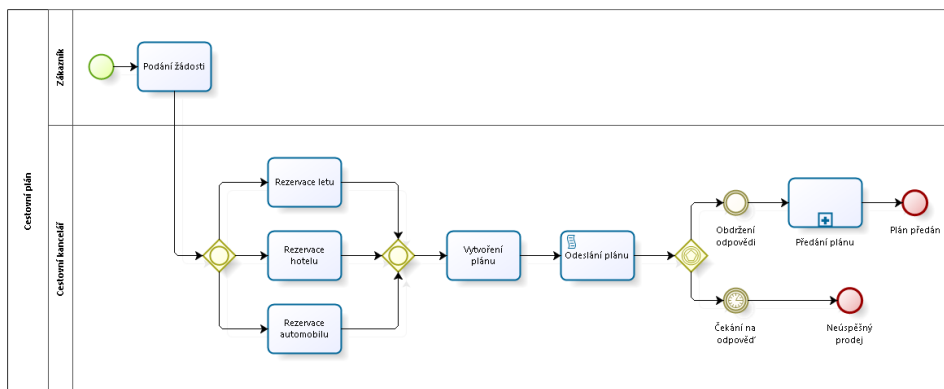 Cestovní plán
Zákazník
Podání žádosti
Cestovní kancelář
Rezervace letu
Rezervace
hotelu
Rezervace
automobilu
Vytvoření
plánu
Odeslání plánu
Obdržení
odpovědi
Předání plánu
Plán předán
Čekání na
odpověď
Neúspěšný
prodej